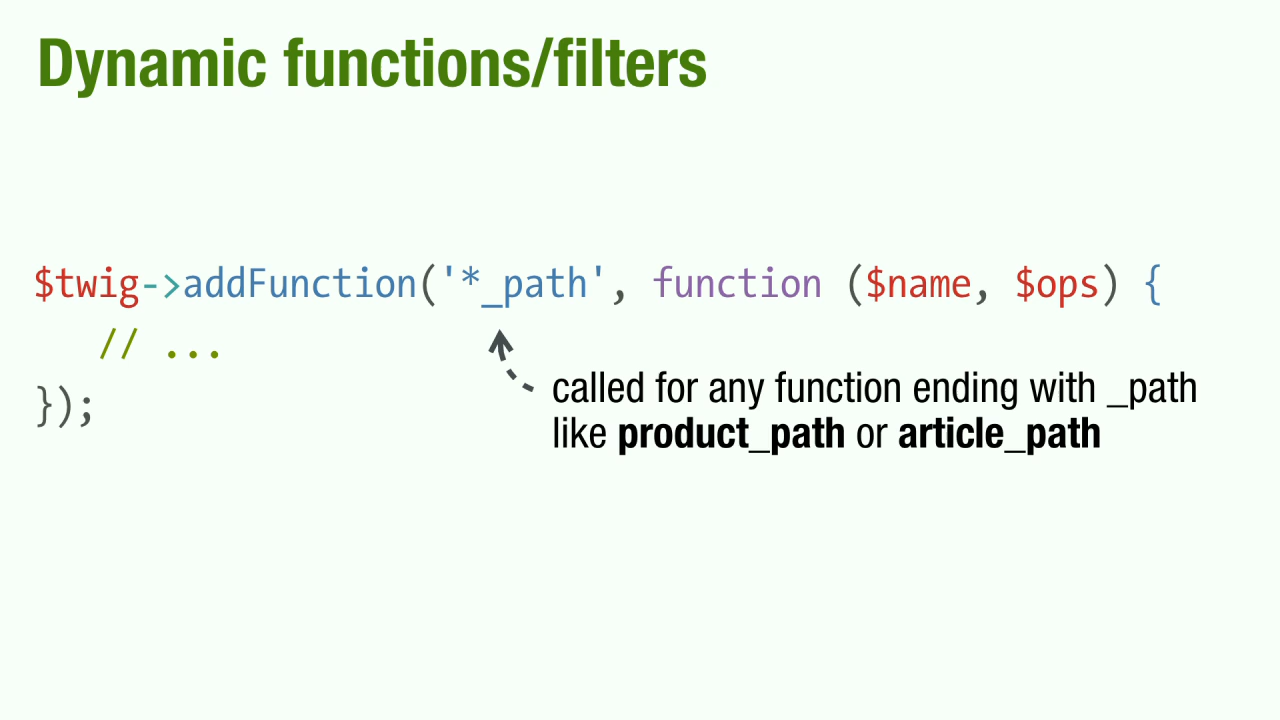 Dynamic functions/filters
$twig->addFunction('*_path', function ($name, $ops) {
// ...
});
called for any function ending with _path
like product_path or article_path